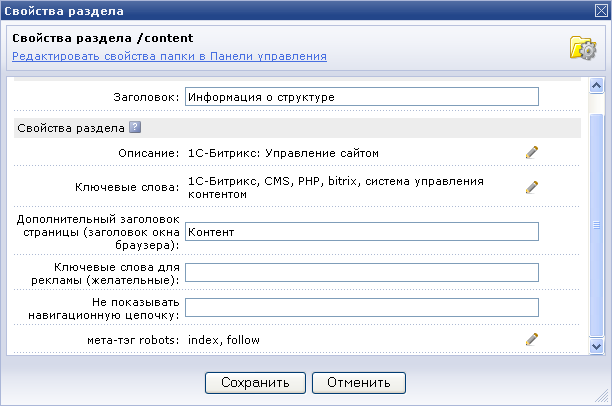 Свойства раздела
Свойства раздела /content
Редактировать свойства папки в Панели управления
Заголовок: Информация о структуре
Свойства раздела ?
Описание: 1С-Битрикс: Управление сайтом
Ключевые слова: 1С-Битрикс, CMS, PHP, bitrix, система управления
контентом
Дополнительный заголовок
страницы (заголовок окна
браузера): Контент
Ключевые слова для
рекламы (желательные):
Не показывать
навигационную цепочку:
мета-тэг robots: index, follow
Сохранить Отменить